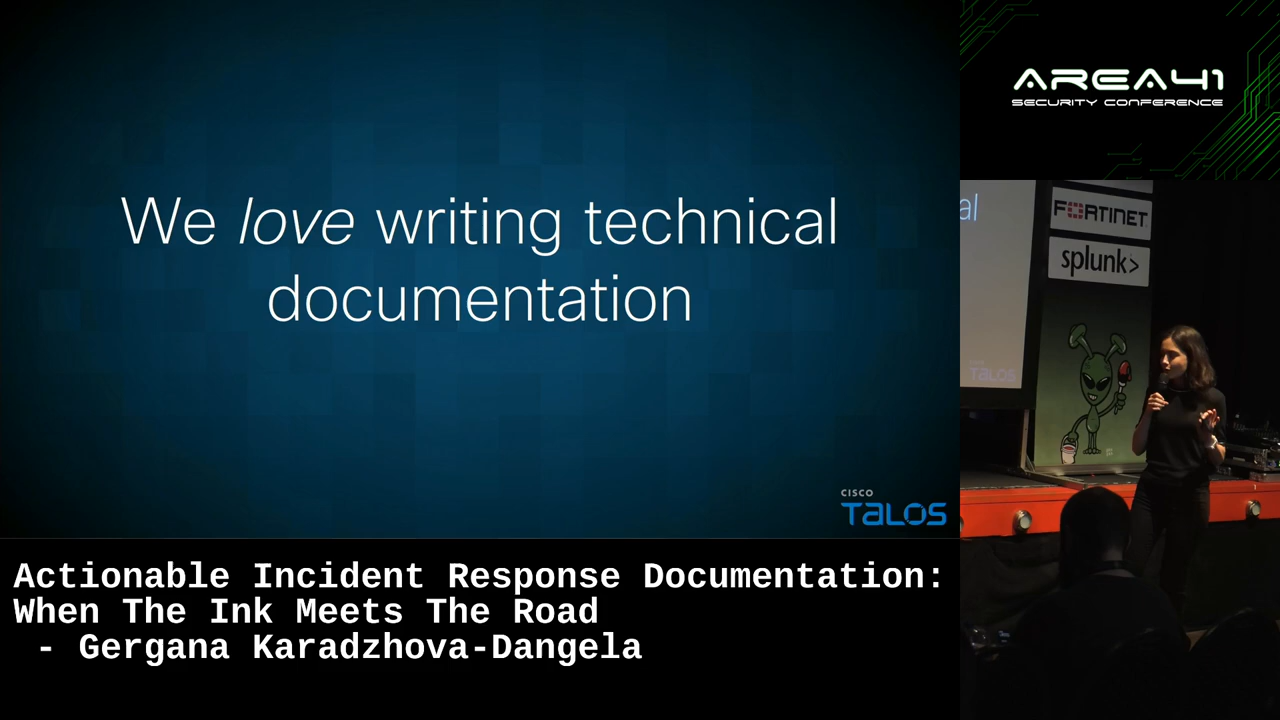 We love writing technical
documentation
CISCO
TALOS
Actionable Incident Response Documentation:
When The Ink Meets The Road
- Gergana Karadzhova-Dangela
AREA41
SECURITY CONFERENCE
al
FORTINET
splunk>
TALOS